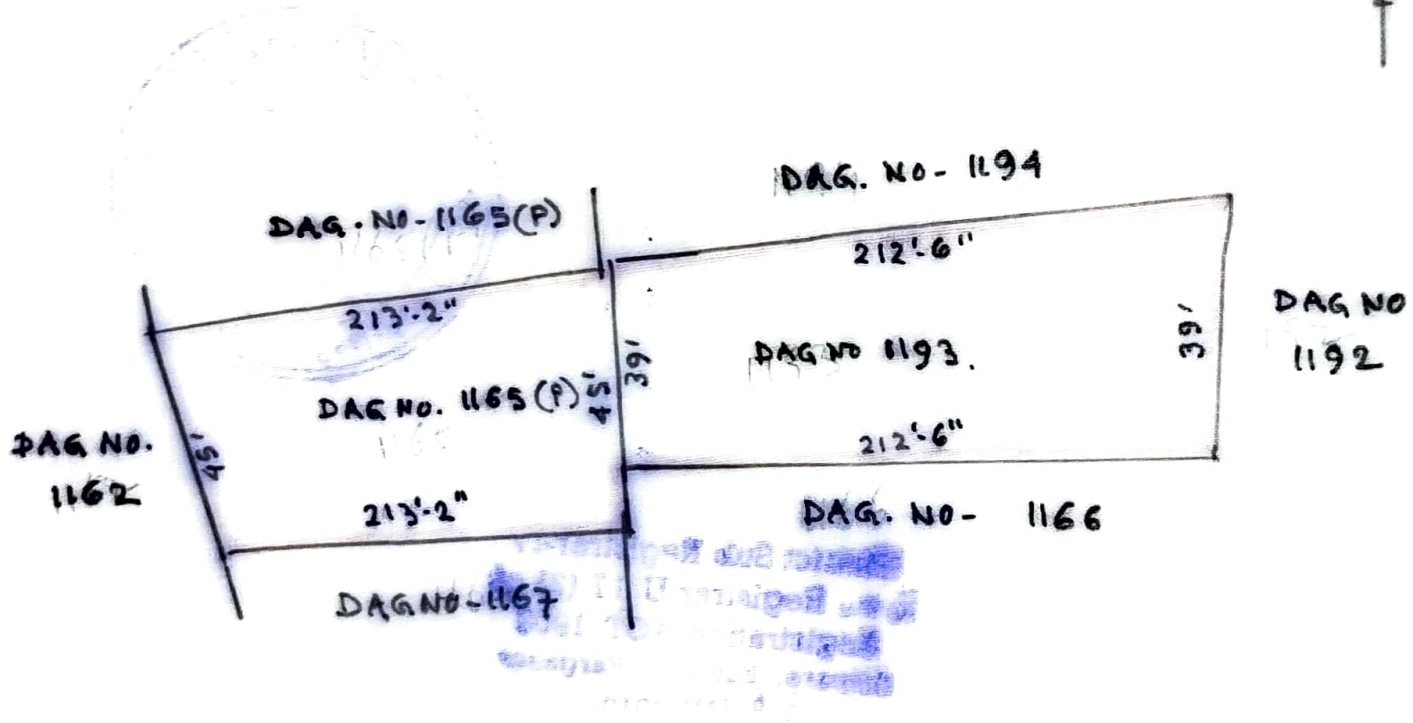 DAG. NO- 1194
DAG. NO-1165(P)
212'-6"
213'-2"
39'
39'
DAG NO
1192
DAG NO 1193.
DAG NO. 1165(P)
45'
DAG NO.
1162
45'
212'-6"
213'-2"
DAG. NO- 1166
DAG NO-1167